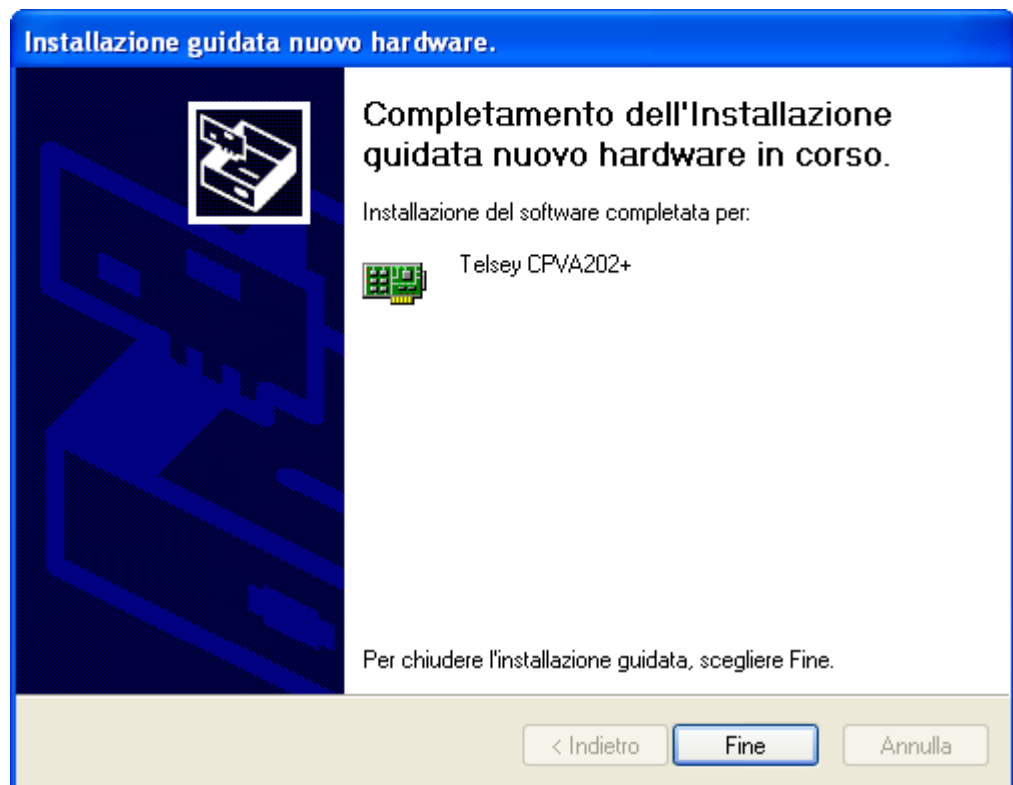 Installazione guidata nuovo hardware.
Completamento dell'Installazione
guidata nuovo hardware in corso.
Installazione del software completata per:
Telsey CPVA202+
Per chiudere l'installazione guidata, scegliere Fine.
< Indietro
Fine
Annulla